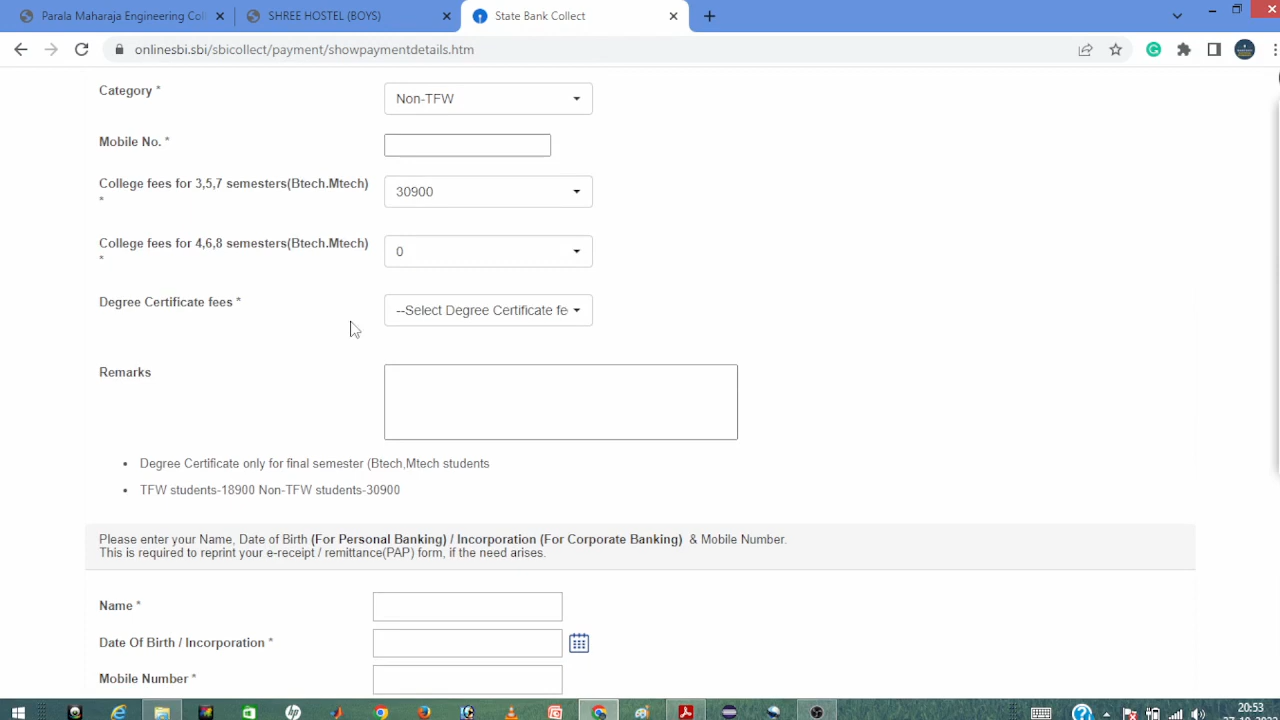 Parala Maharaja Engineering Coll
SHREE HOSTEL (BOYS)
State Bank Collect
onlinesbi.sbi/sbicollect/payment/showpaymentdetails.htm
Category *
Non-TFW
Mobile No. *
College fees for 3,5,7 semesters(Btech.Mtech)
*
30900
College fees for 4,6,8 semesters(Btech.Mtech)
*
0
Degree Certificate fees *
--Select Degree Certificate fe
Remarks
• Degree Certificate only for final semester (Btech,Mtech students
• TFW students-18900 Non-TFW students-30900
Please enter your Name, Date of Birth (For Personal Banking) / Incorporation (For Corporate Banking) & Mobile Number.
This is required to reprint your e-receipt / remittance(PAP) form, if the need arises.
Name *
Date Of Birth / Incorporation *
Mobile Number *
20:53